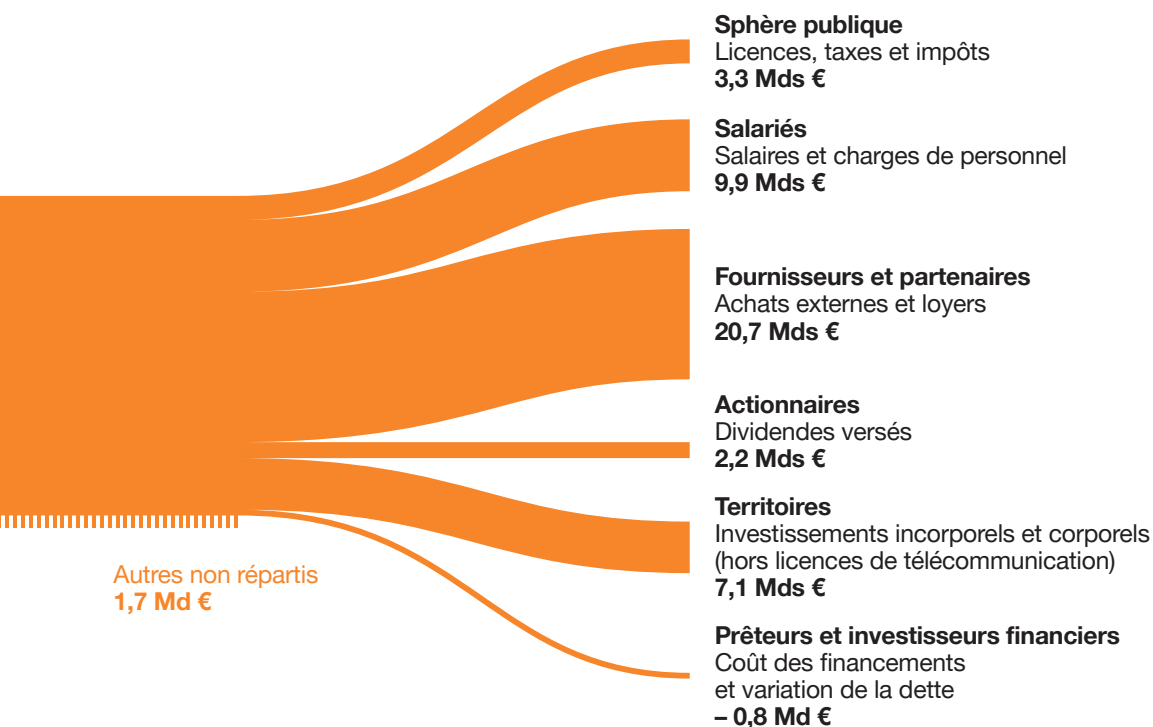 Sphère publique
Licences, taxes et impôts
3,3 Mds €
Salariés
Salaires et charges de personnel
9,9 Mds €
Fournisseurs et partenaires
Achats externes et loyers
20,7 Mds €
Actionnaires
Dividendes versés
2,2 Mds €
Territoires
Investissements incorporels et corporels
(hors licences de télécommunication)
7,1 Mds €
Autres non répartis
1,7 Md €
Prêteurs et investisseurs financiers
Coût des financements
et variation de la dette
– 0,8 Md €